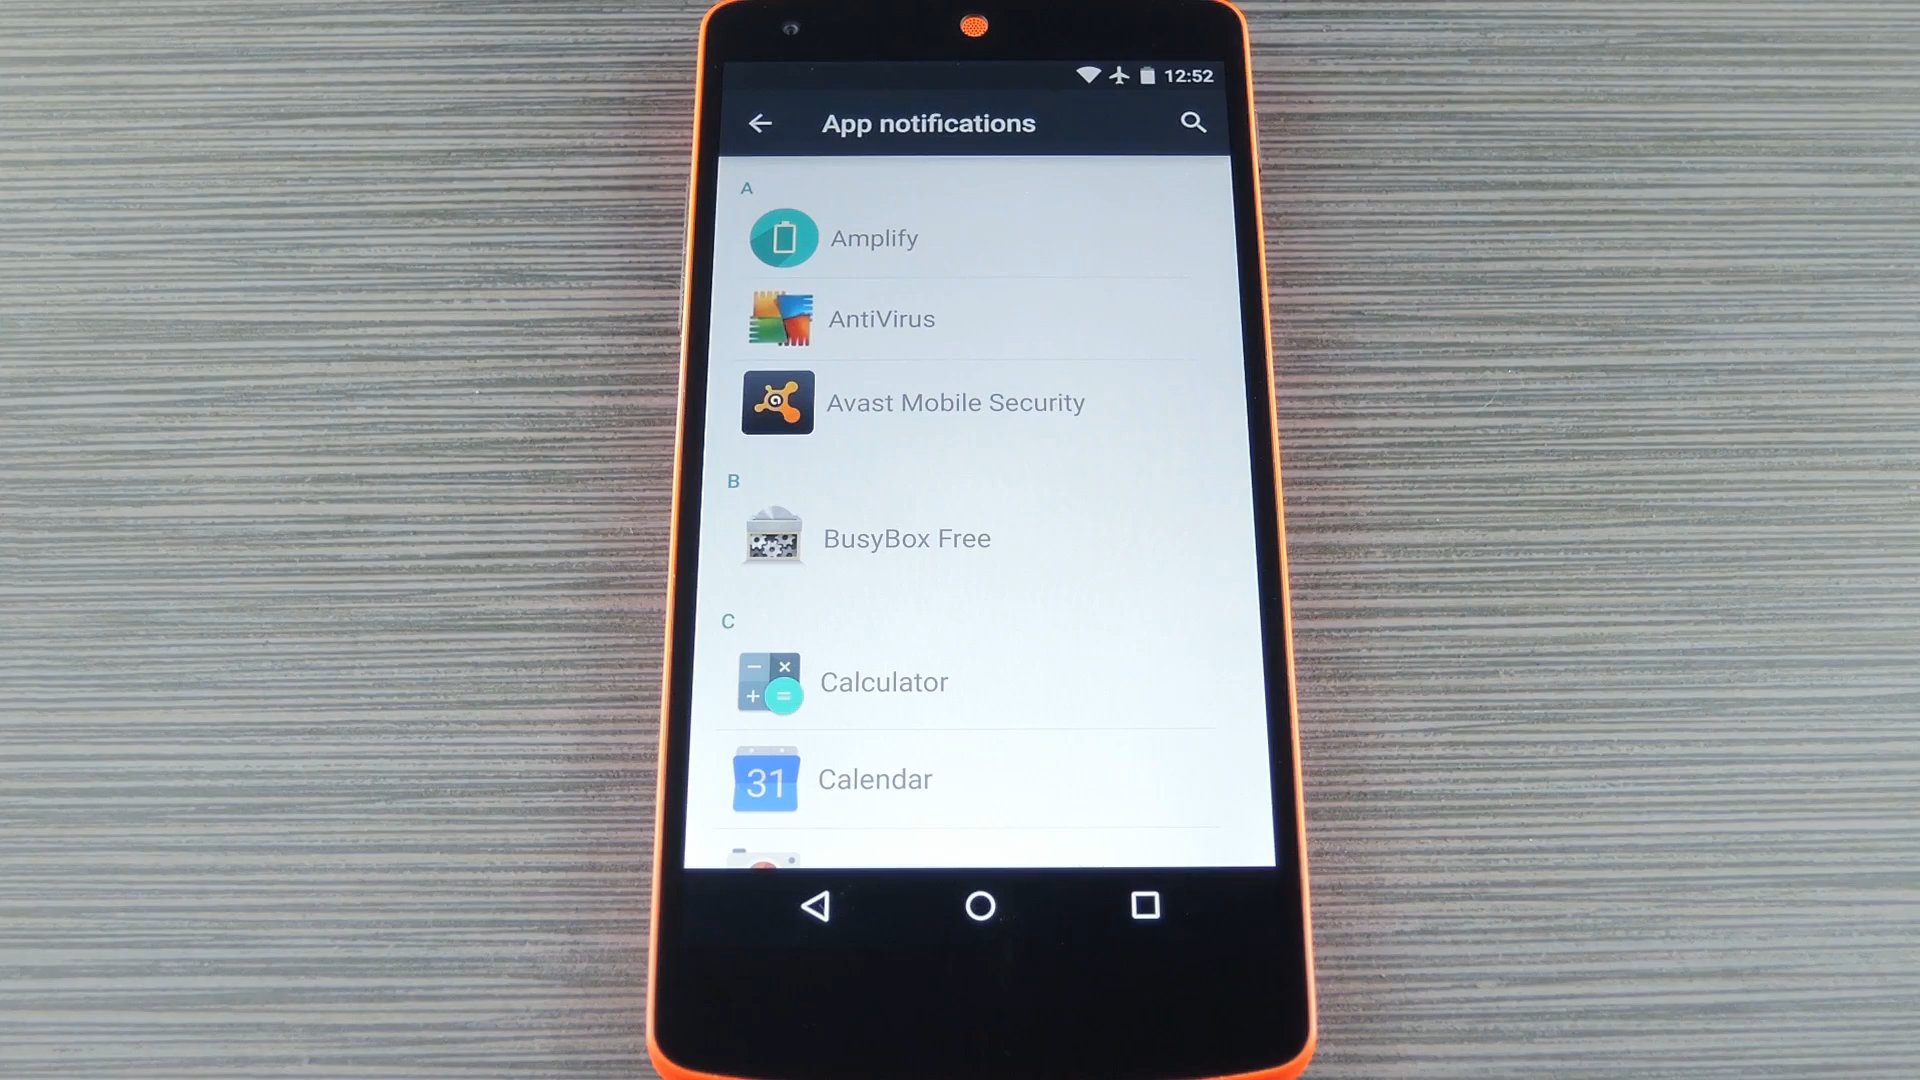 12:52
App notifications
A
Amplify
AntiVirus
Avast Mobile Security
B
BusyBox Free
C
Calculator
31
Calendar